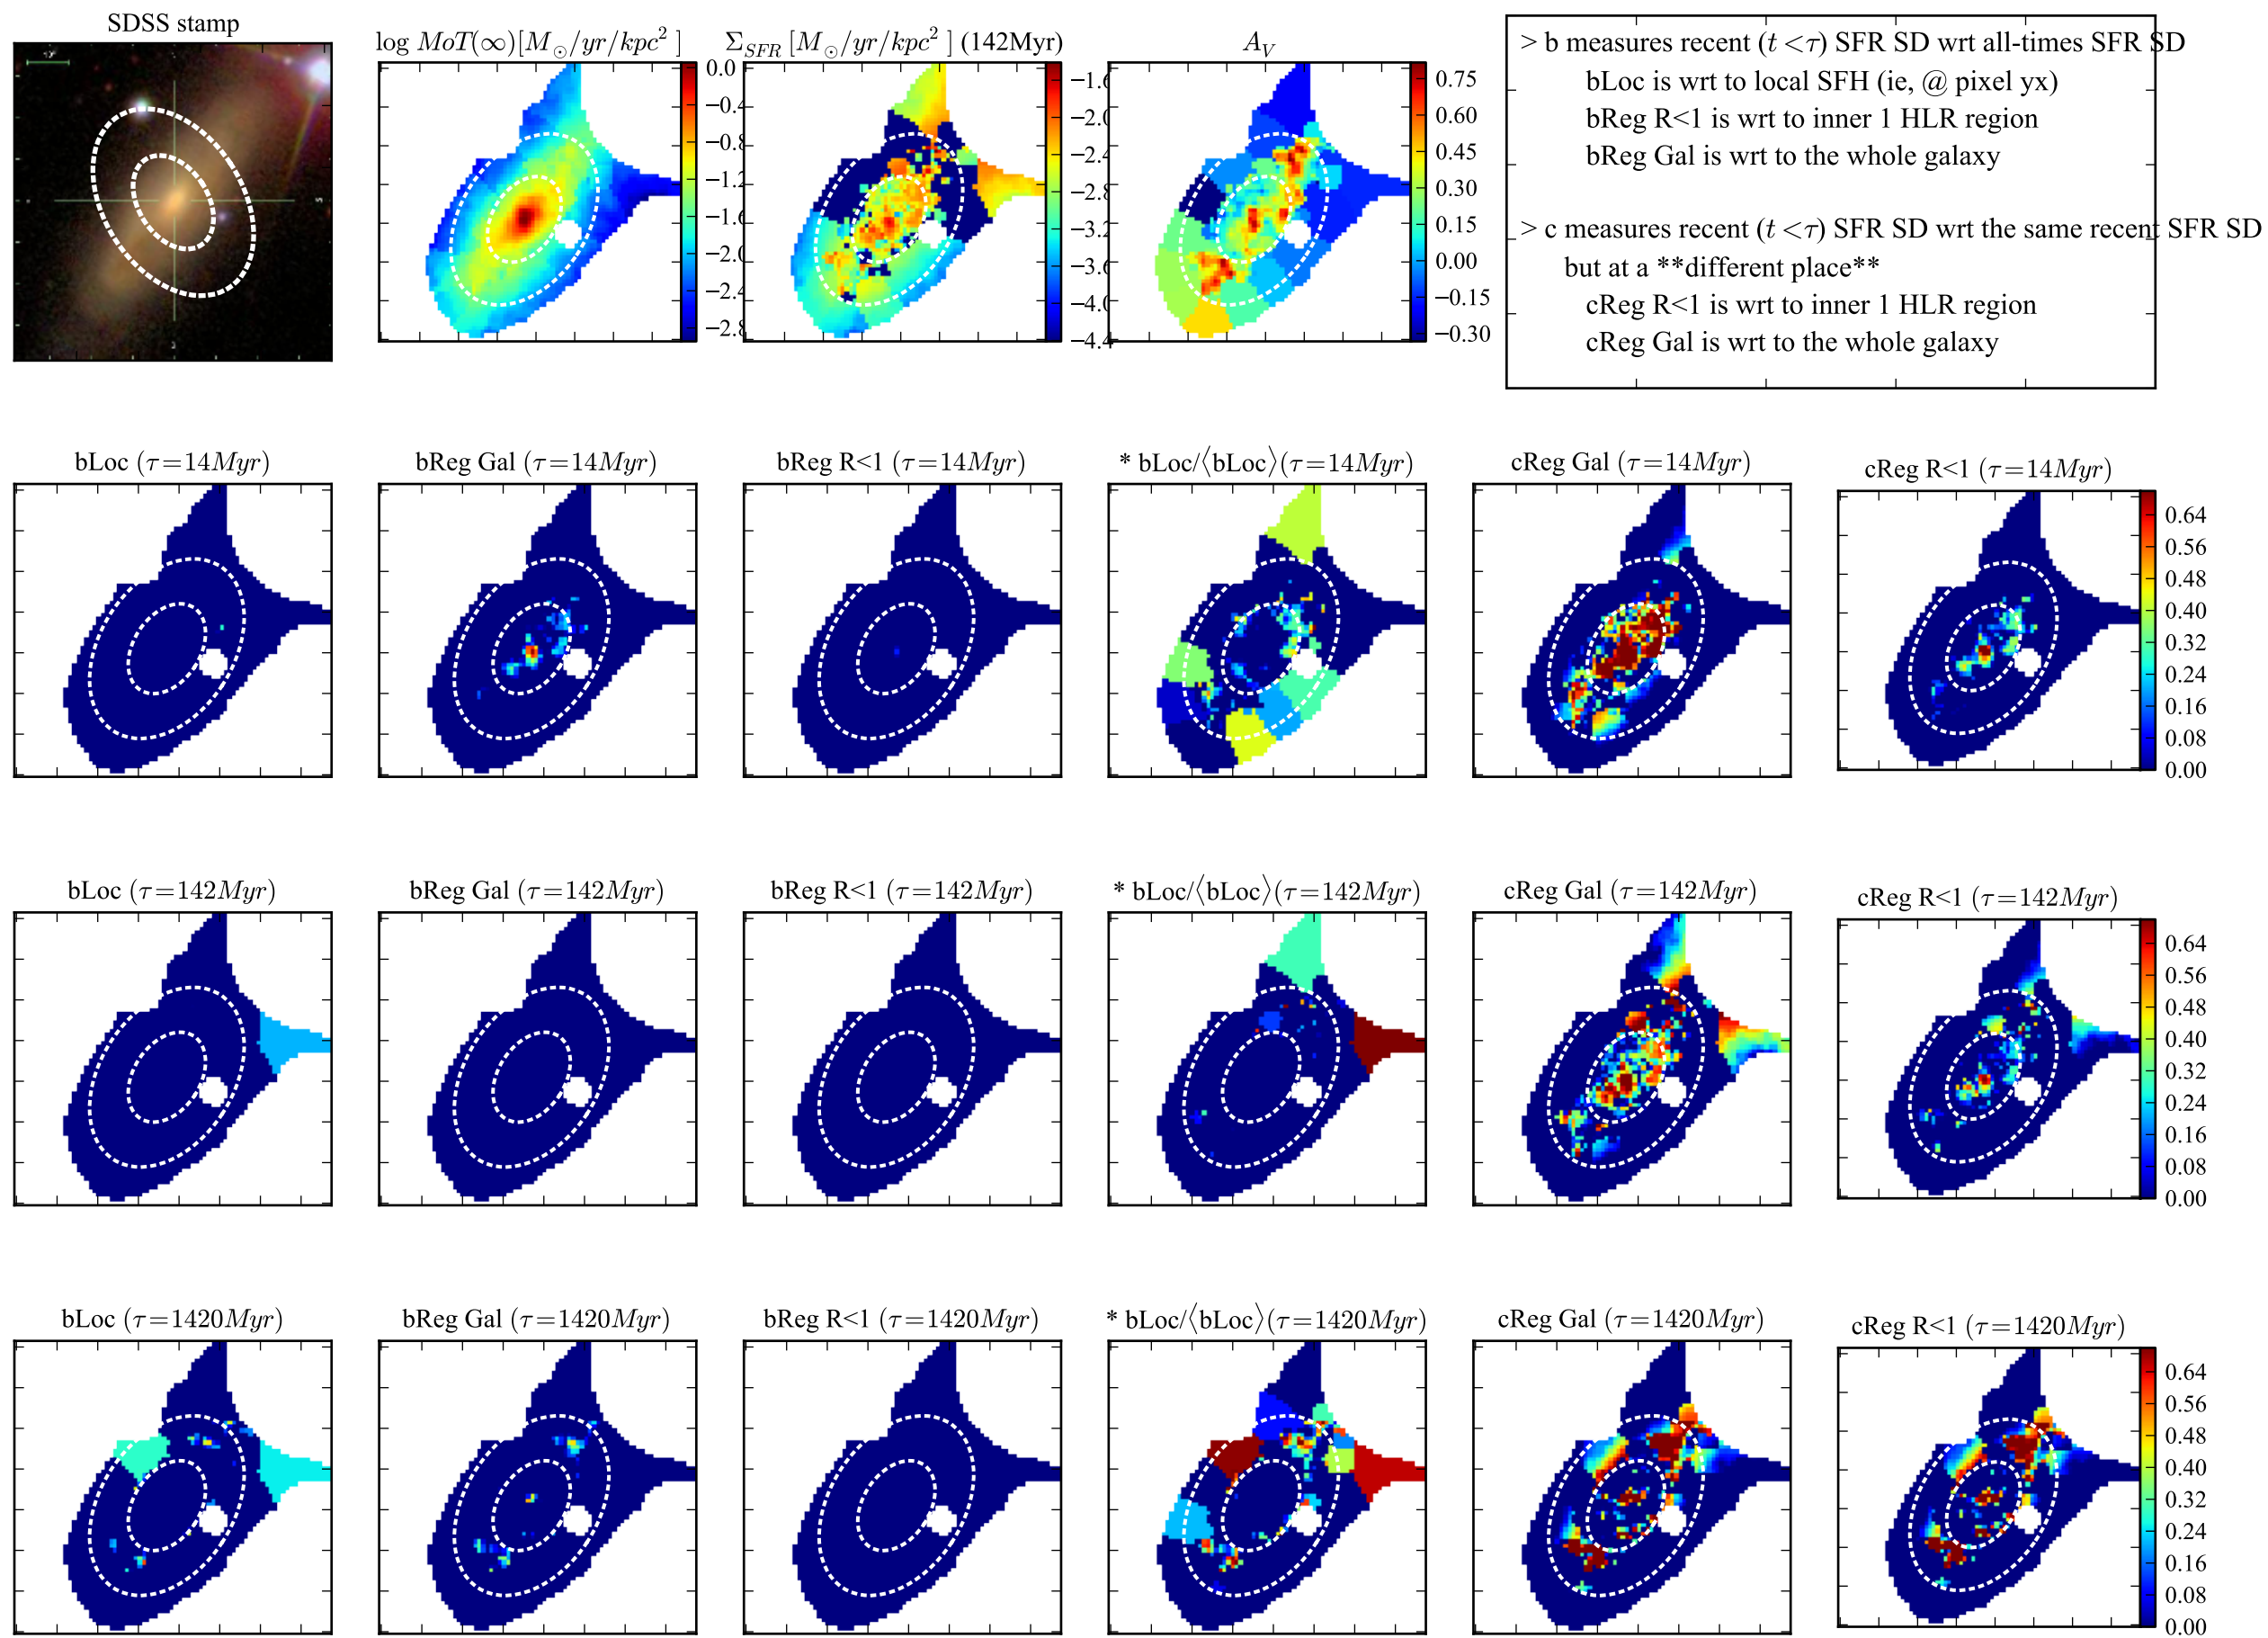 SDSS stamp
log MoT(∞)[M⊙/yr/kpc² ]
Σ_SFR [M⊙/yr/kpc² ] (142Myr)
A_V
0.0
−0.4
−0.8
−1.2
−1.6
−2.0
−2.4
−2.8
−1.6
−2.0
−2.4
−2.8
−3.2
−3.6
−4.0
−4.4
0.75
0.60
0.45
0.30
0.15
0.00
−0.15
−0.30
> b measures recent (t <τ) SFR SD wrt all-times SFR SD
bLoc is wrt to local SFH (ie, @ pixel yx)
bReg R<1 is wrt to inner 1 HLR region
bReg Gal is wrt to the whole galaxy
> c measures recent (t <τ) SFR SD wrt the same recent SFR SD
but at a **different place**
cReg R<1 is wrt to inner 1 HLR region
cReg Gal is wrt to the whole galaxy
bLoc (τ=14Myr)
bReg Gal (τ=14Myr)
bReg R<1 (τ=14Myr)
* bLoc/⟨bLoc⟩(τ=14Myr)
cReg Gal (τ=14Myr)
cReg R<1 (τ=14Myr)
0.64
0.56
0.48
0.40
0.32
0.24
0.16
0.08
0.00
bLoc (τ=142Myr)
bReg Gal (τ=142Myr)
bReg R<1 (τ=142Myr)
* bLoc/⟨bLoc⟩(τ=142Myr)
cReg Gal (τ=142Myr)
cReg R<1 (τ=142Myr)
0.64
0.56
0.48
0.40
0.32
0.24
0.16
0.08
0.00
bLoc (τ=1420Myr)
bReg Gal (τ=1420Myr)
bReg R<1 (τ=1420Myr)
* bLoc/⟨bLoc⟩(τ=1420Myr)
cReg Gal (τ=1420Myr)
cReg R<1 (τ=1420Myr)
0.64
0.56
0.48
0.40
0.32
0.24
0.16
0.08
0.00